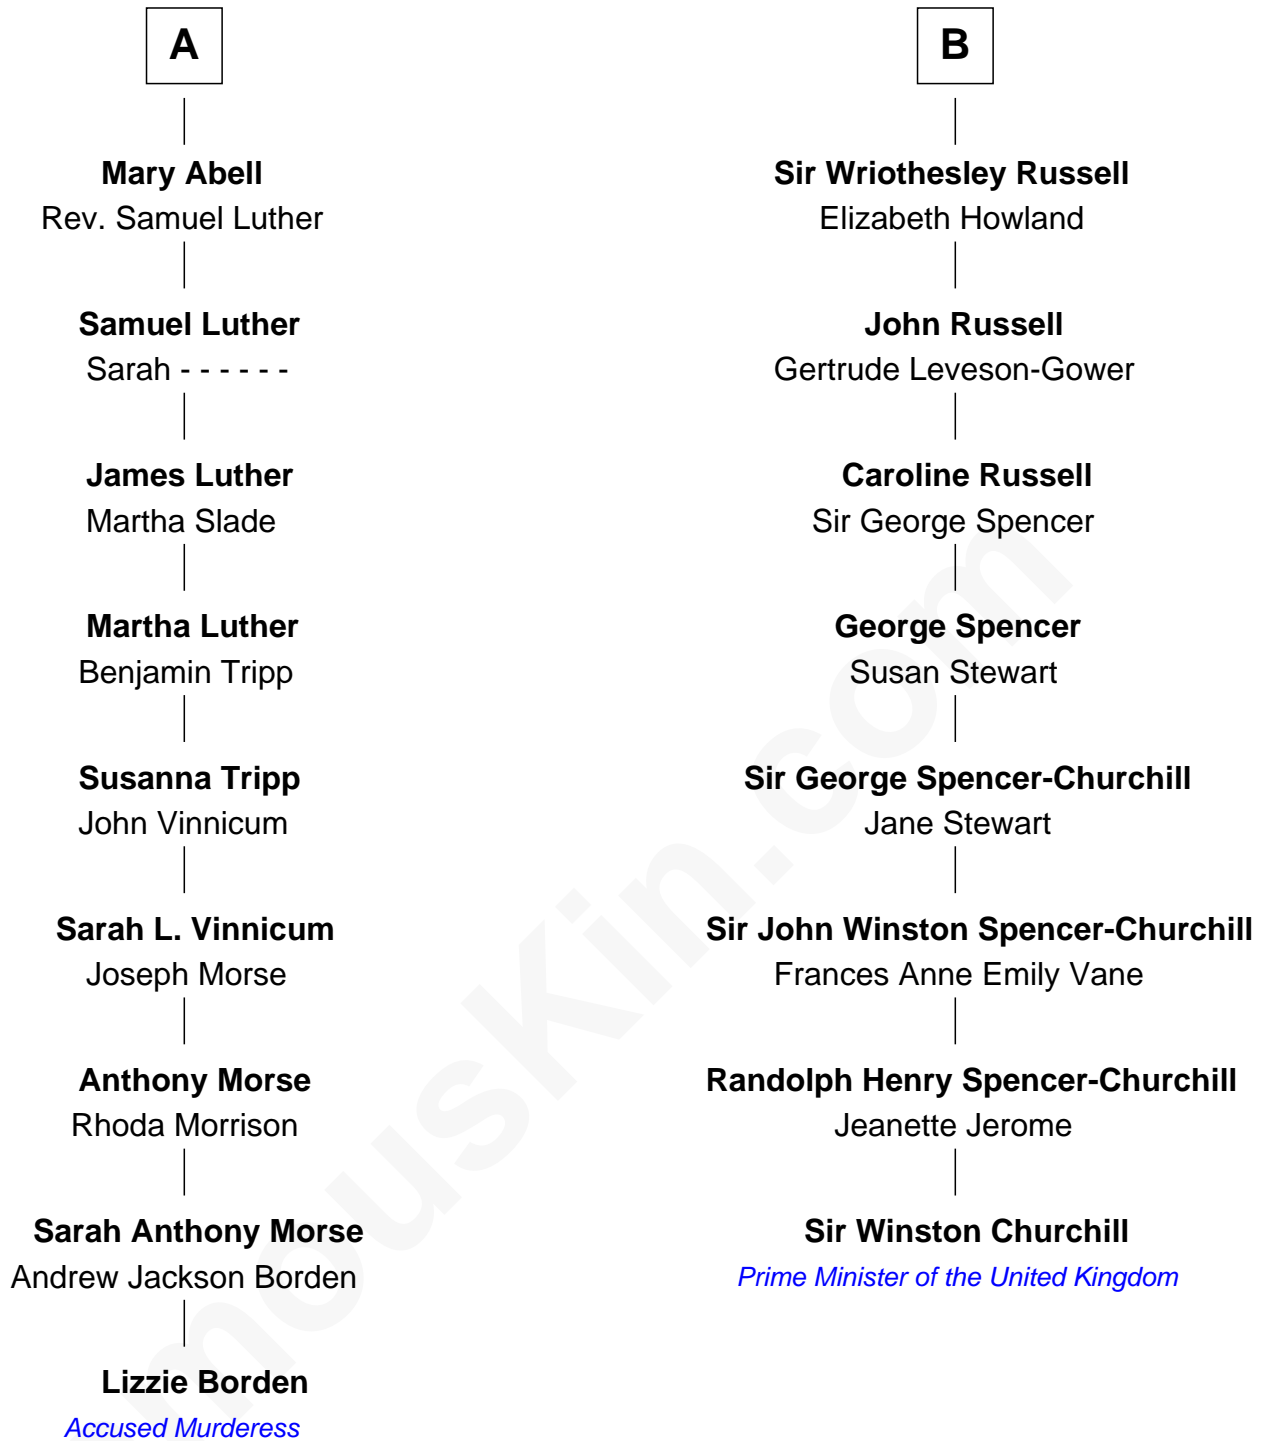 A
Mary Abell
Rev. Samuel Luther
Samuel Luther
Sarah - - - - - -
James Luther
Martha Slade
Martha Luther
Benjamin Tripp
Susanna Tripp
John Vinnicum
Sarah L. Vinnicum
Joseph Morse
Anthony Morse
Rhoda Morrison
Sarah Anthony Morse
Andrew Jackson Borden
Lizzie Borden
Accused Murderess
B
Sir Wriothesley Russell
Elizabeth Howland
John Russell
Gertrude Leveson-Gower
Caroline Russell
Sir George Spencer
George Spencer
Susan Stewart
Sir George Spencer-Churchill
Jane Stewart
Sir John Winston Spencer-Churchill
Frances Anne Emily Vane
Randolph Henry Spencer-Churchill
Jeanette Jerome
Sir Winston Churchill
Prime Minister of the United Kingdom
mousKin.com